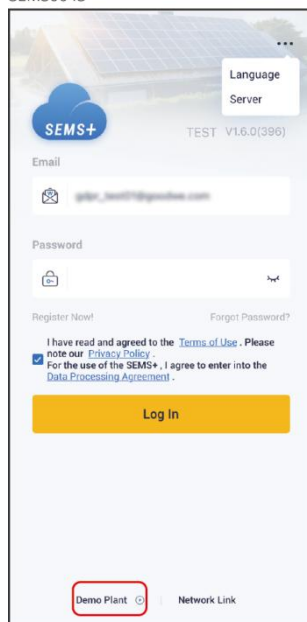 Language
Server
SEMS+
TEST V1.6.0(396)
Email
Password
Register Now! Forgot Password?
I have read and agreed to the Terms of Use . Please
note our Privacy Policy .
For the use of the SEMS+ , I agree to enter into the
Data Processing Agreement .
Log In
Demo Plant Network Link